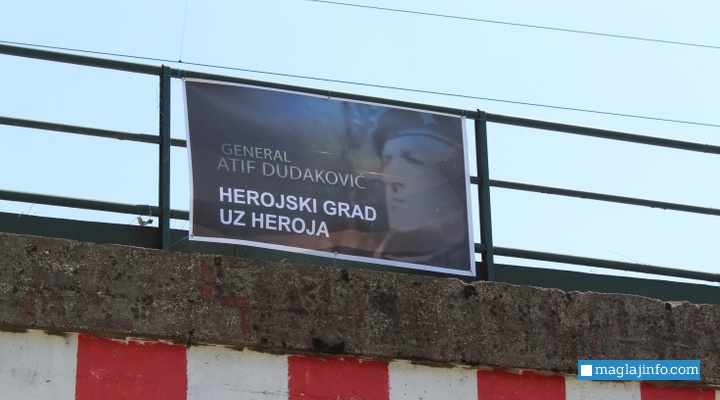 GENERAL
ATIF DUDAKOVIĆ
HEROJSKI GRAD
UZ HEROJA
maglajinfo.com